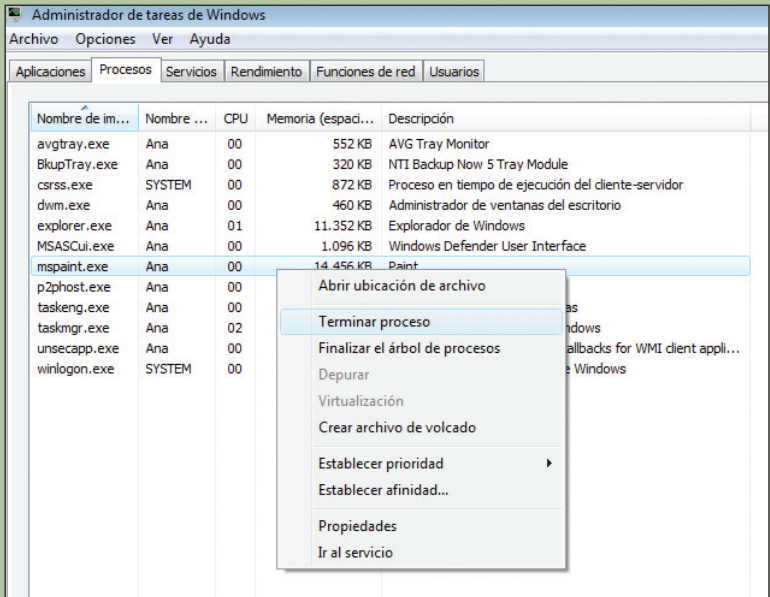 Administrador de tareas de Windows
Archivo Opciones Ver Ayuda
Aplicaciones Procesos Servicios Rendimiento Funciones de red Usuarios
Nombre de im... Nombre ... CPU Memoria (espaci... Descripción
avgtray.exe Ana 00 552 KB AVG Tray Monitor
BkupTray.exe Ana 00 320 KB NTI Backup Now 5 Tray Module
csrss.exe SYSTEM 00 872 KB Proceso en tiempo de ejecución del cliente-servidor
dwm.exe Ana 00 460 KB Administrador de ventanas del escritorio
explorer.exe Ana 01 11.352 KB Explorador de Windows
MSASCui.exe Ana 00 1.096 KB Windows Defender User Interface
mspaint.exe Ana 00 14.456 KB Paint
p2phost.exe Ana 00
taskeng.exe Ana 00 as
taskmgr.exe Ana 02 ndows
unsecapp.exe Ana 00 allbacks for WMI client appli...
winlogon.exe SYSTEM 00 e Windows
Abrir ubicación de archivo
Terminar proceso
Finalizar el árbol de procesos
Depurar
Virtualización
Crear archivo de volcado
Establecer prioridad
Establecer afinidad...
Propiedades
Ir al servicio